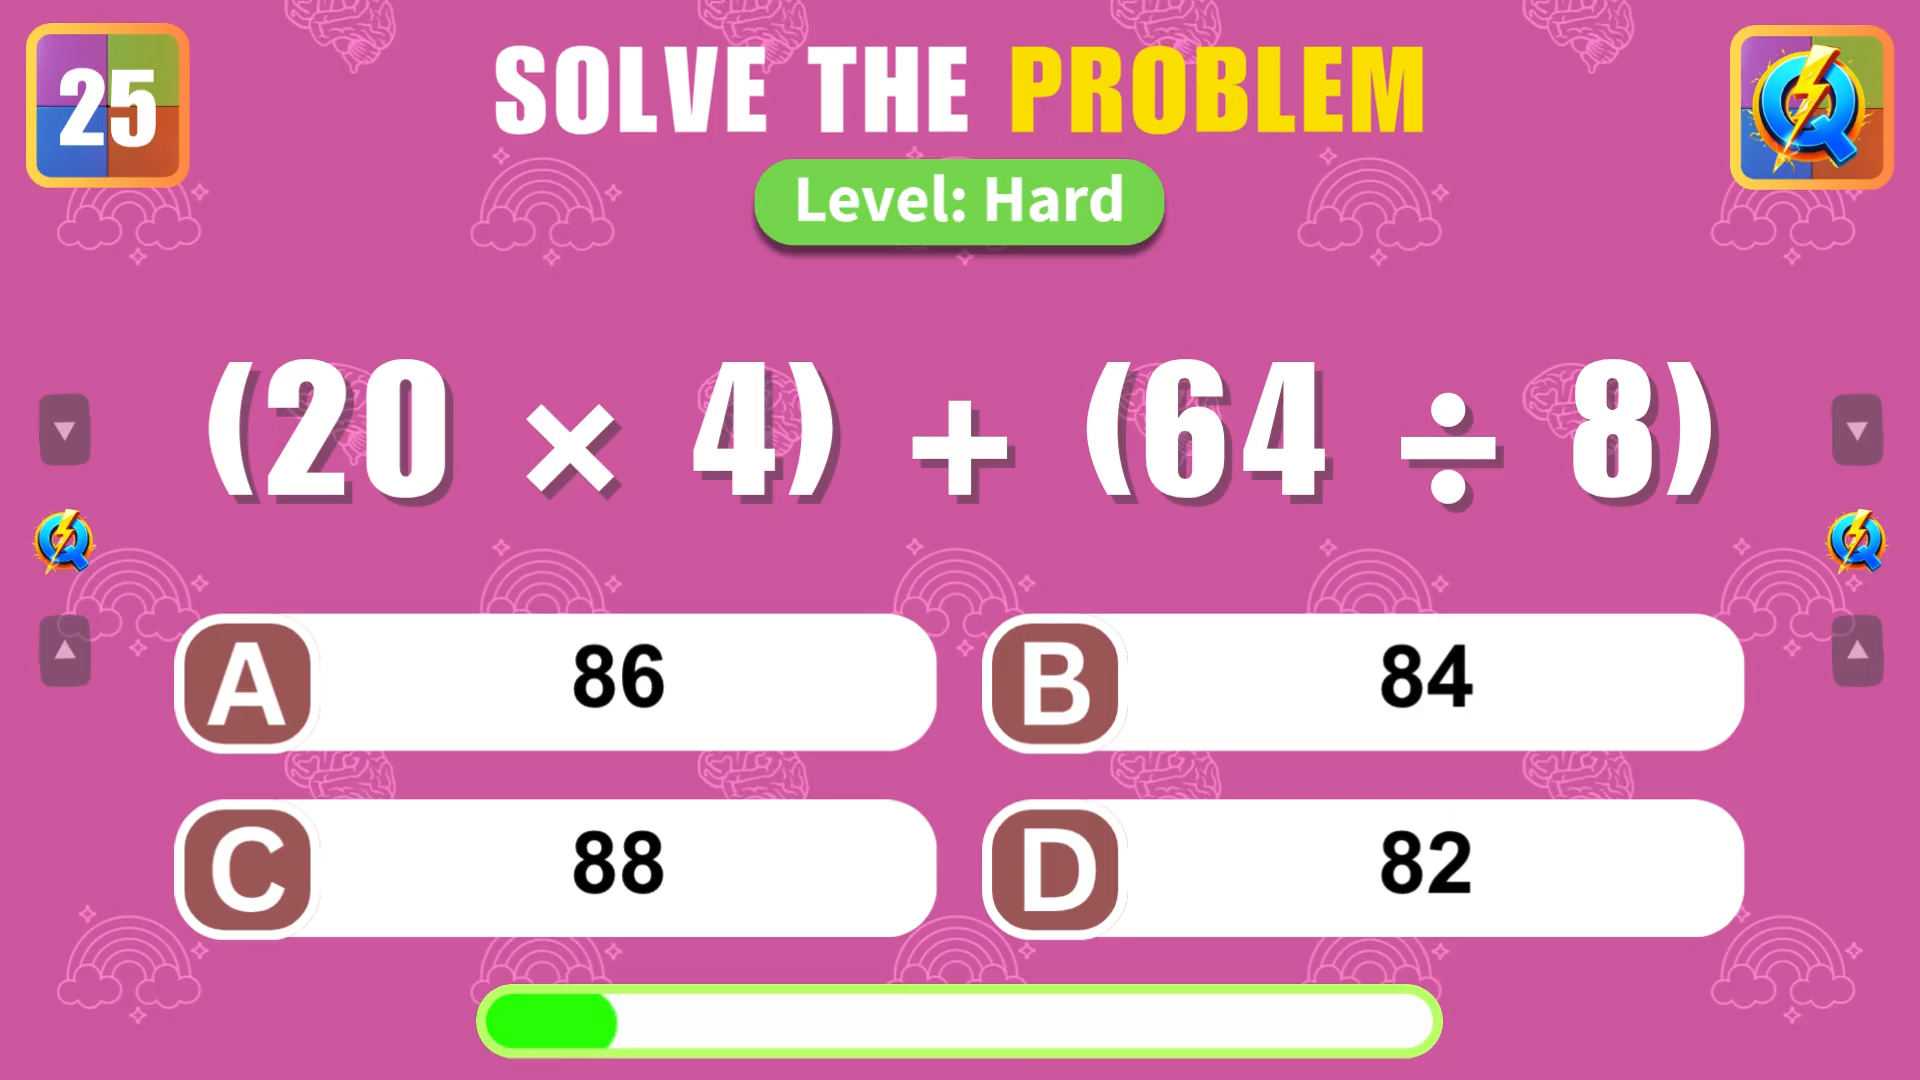 25
SOLVE THE PROBLEM
Q
Level: Hard
(20 × 4) + (64 ÷ 8)
▼ ▼
Q Q
▲ ▲
A 86
B 84
C 88
D 82